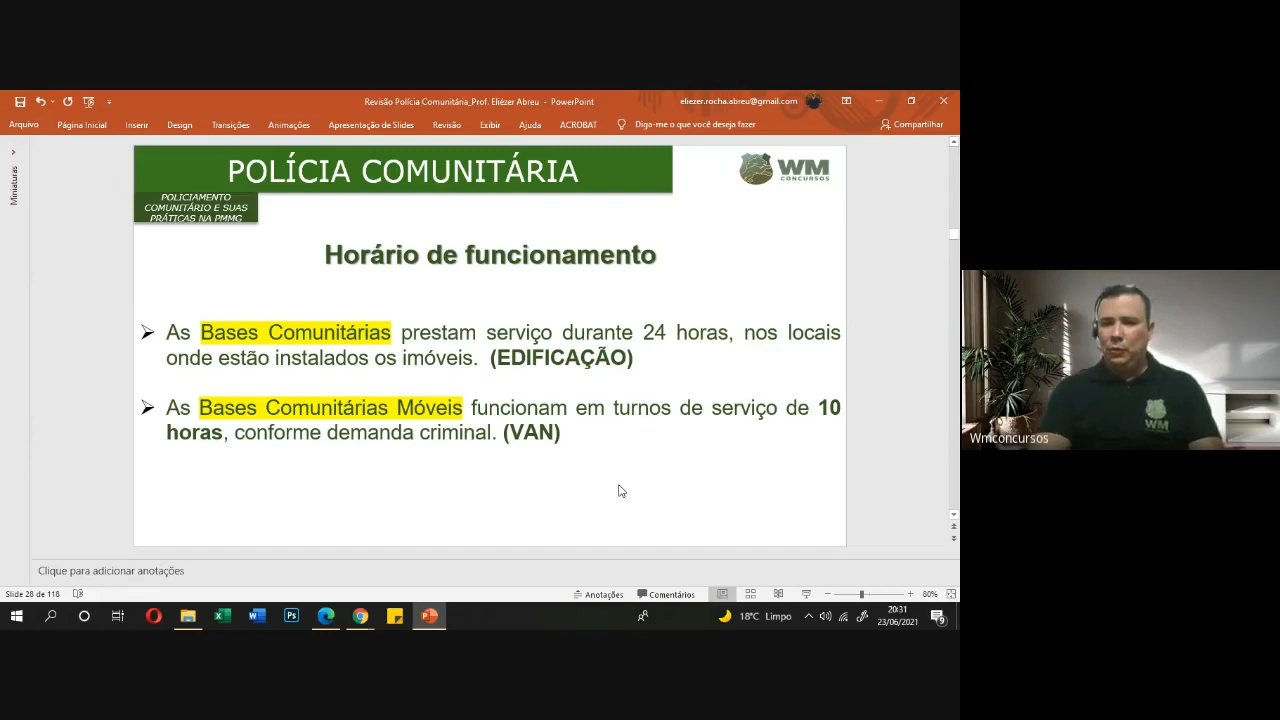 Revisão Polícia Comunitária_Prof. Eliézer Abreu - PowerPoint
eliezer.rocha.abreu@gmail.com
Arquivo Página Inicial Inserir Design Transições Animações Apresentação de Slides Revisão Exibir Ajuda ACROBAT Diga-me o que você deseja fazer Compartilhar
Miniaturas
POLÍCIA COMUNITÁRIA
WM
CONCURSOS
POLICIAMENTO
COMUNITÁRIO E SUAS
PRÁTICAS NA PMMG
Horário de funcionamento
As Bases Comunitárias prestam serviço durante 24 horas, nos locais
onde estão instalados os imóveis. (EDIFICAÇÃO)
As Bases Comunitárias Móveis funcionam em turnos de serviço de 10
horas, conforme demanda criminal. (VAN)
WM
Wmconcursos
Clique para adicionar anotações
Slide 28 de 118 Anotações Comentários 80%
18°C Limpo
20:31
23/06/2021
9